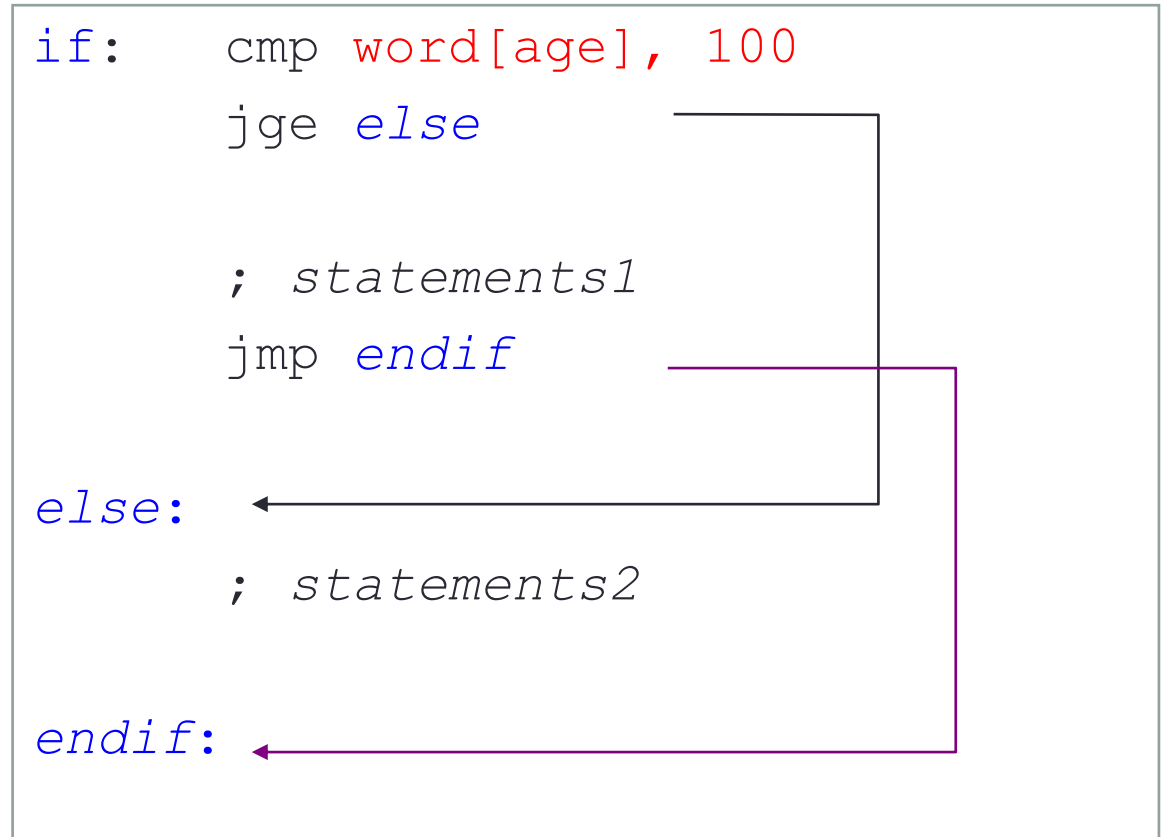 if: cmp word[age], 100
jge else
; statements1
jmp endif
else:
; statements2
endif: